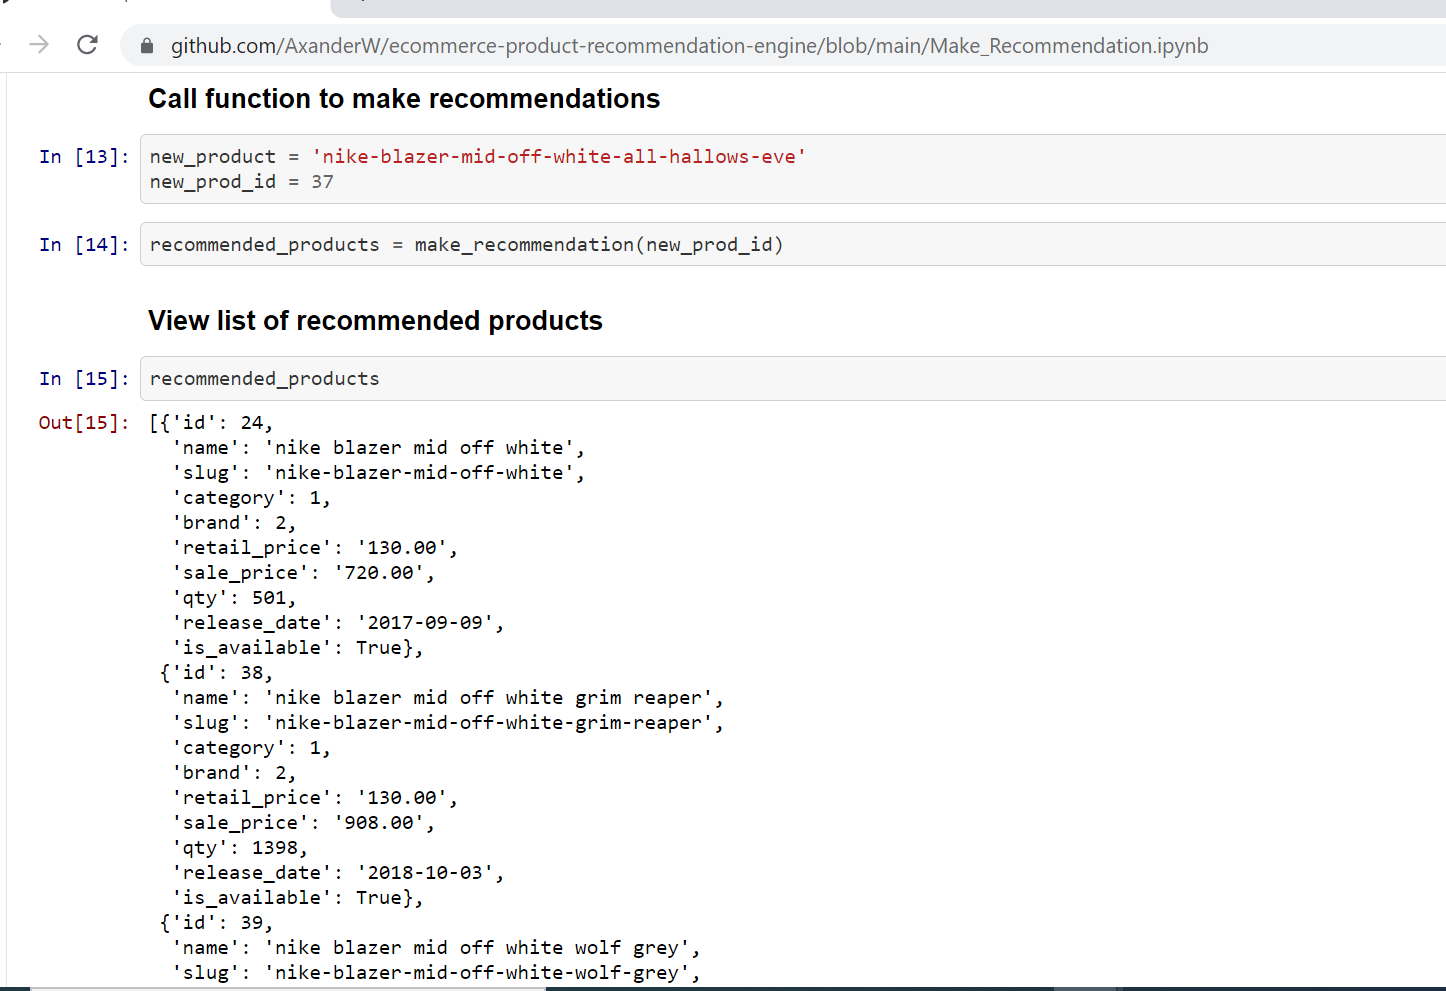 github.com/AxanderW/ecommerce-product-recommendation-engine/blob/main/Make_Recommendation.ipynb
Call function to make recommendations
In [13]: new_product = 'nike-blazer-mid-off-white-all-hallows-eve'
new_prod_id = 37
In [14]: recommended_products = make_recommendation(new_prod_id)
View list of recommended products
In [15]: recommended_products
Out[15]: [{'id': 24,
'name': 'nike blazer mid off white',
'slug': 'nike-blazer-mid-off-white',
'category': 1,
'brand': 2,
'retail_price': '130.00',
'sale_price': '720.00',
'qty': 501,
'release_date': '2017-09-09',
'is_available': True},
{'id': 38,
'name': 'nike blazer mid off white grim reaper',
'slug': 'nike-blazer-mid-off-white-grim-reaper',
'category': 1,
'brand': 2,
'retail_price': '130.00',
'sale_price': '908.00',
'qty': 1398,
'release_date': '2018-10-03',
'is_available': True},
{'id': 39,
'name': 'nike blazer mid off white wolf grey',
'slug': 'nike-blazer-mid-off-white-wolf-grey',